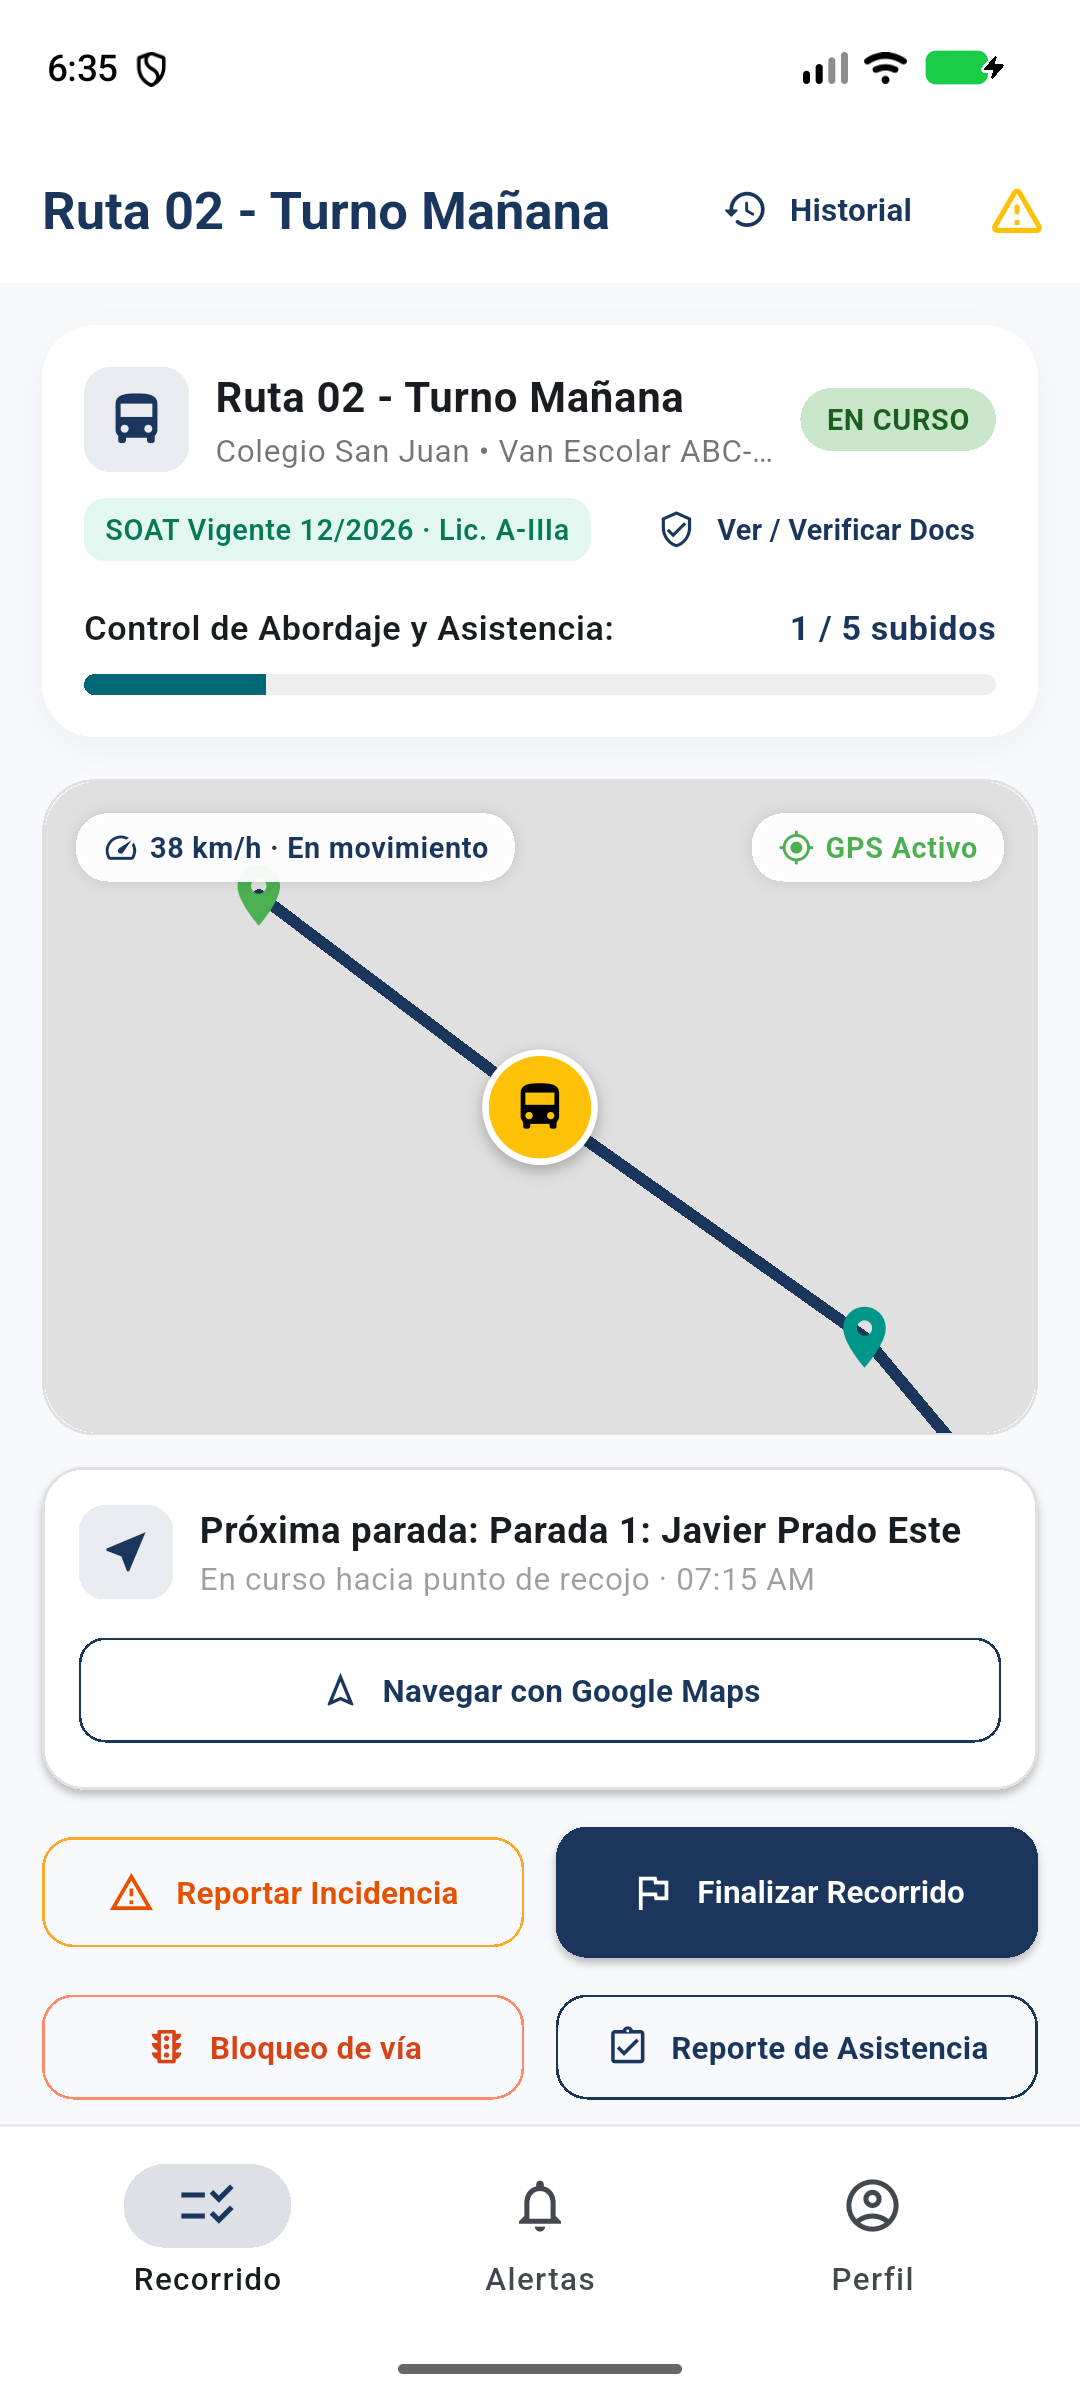 6:35
Ruta 02 - Turno Mañana
Historial
Ruta 02 - Turno Mañana
Colegio San Juan • Van Escolar ABC-...
EN CURSO
SOAT Vigente 12/2026 · Lic. A-IIIa
Ver / Verificar Docs
Control de Abordaje y Asistencia:
1 / 5 subidos
38 km/h · En movimiento
GPS Activo
Próxima parada: Parada 1: Javier Prado Este
En curso hacia punto de recojo · 07:15 AM
Navegar con Google Maps
Reportar Incidencia
Finalizar Recorrido
Bloqueo de vía
Reporte de Asistencia
Recorrido
Alertas
Perfil